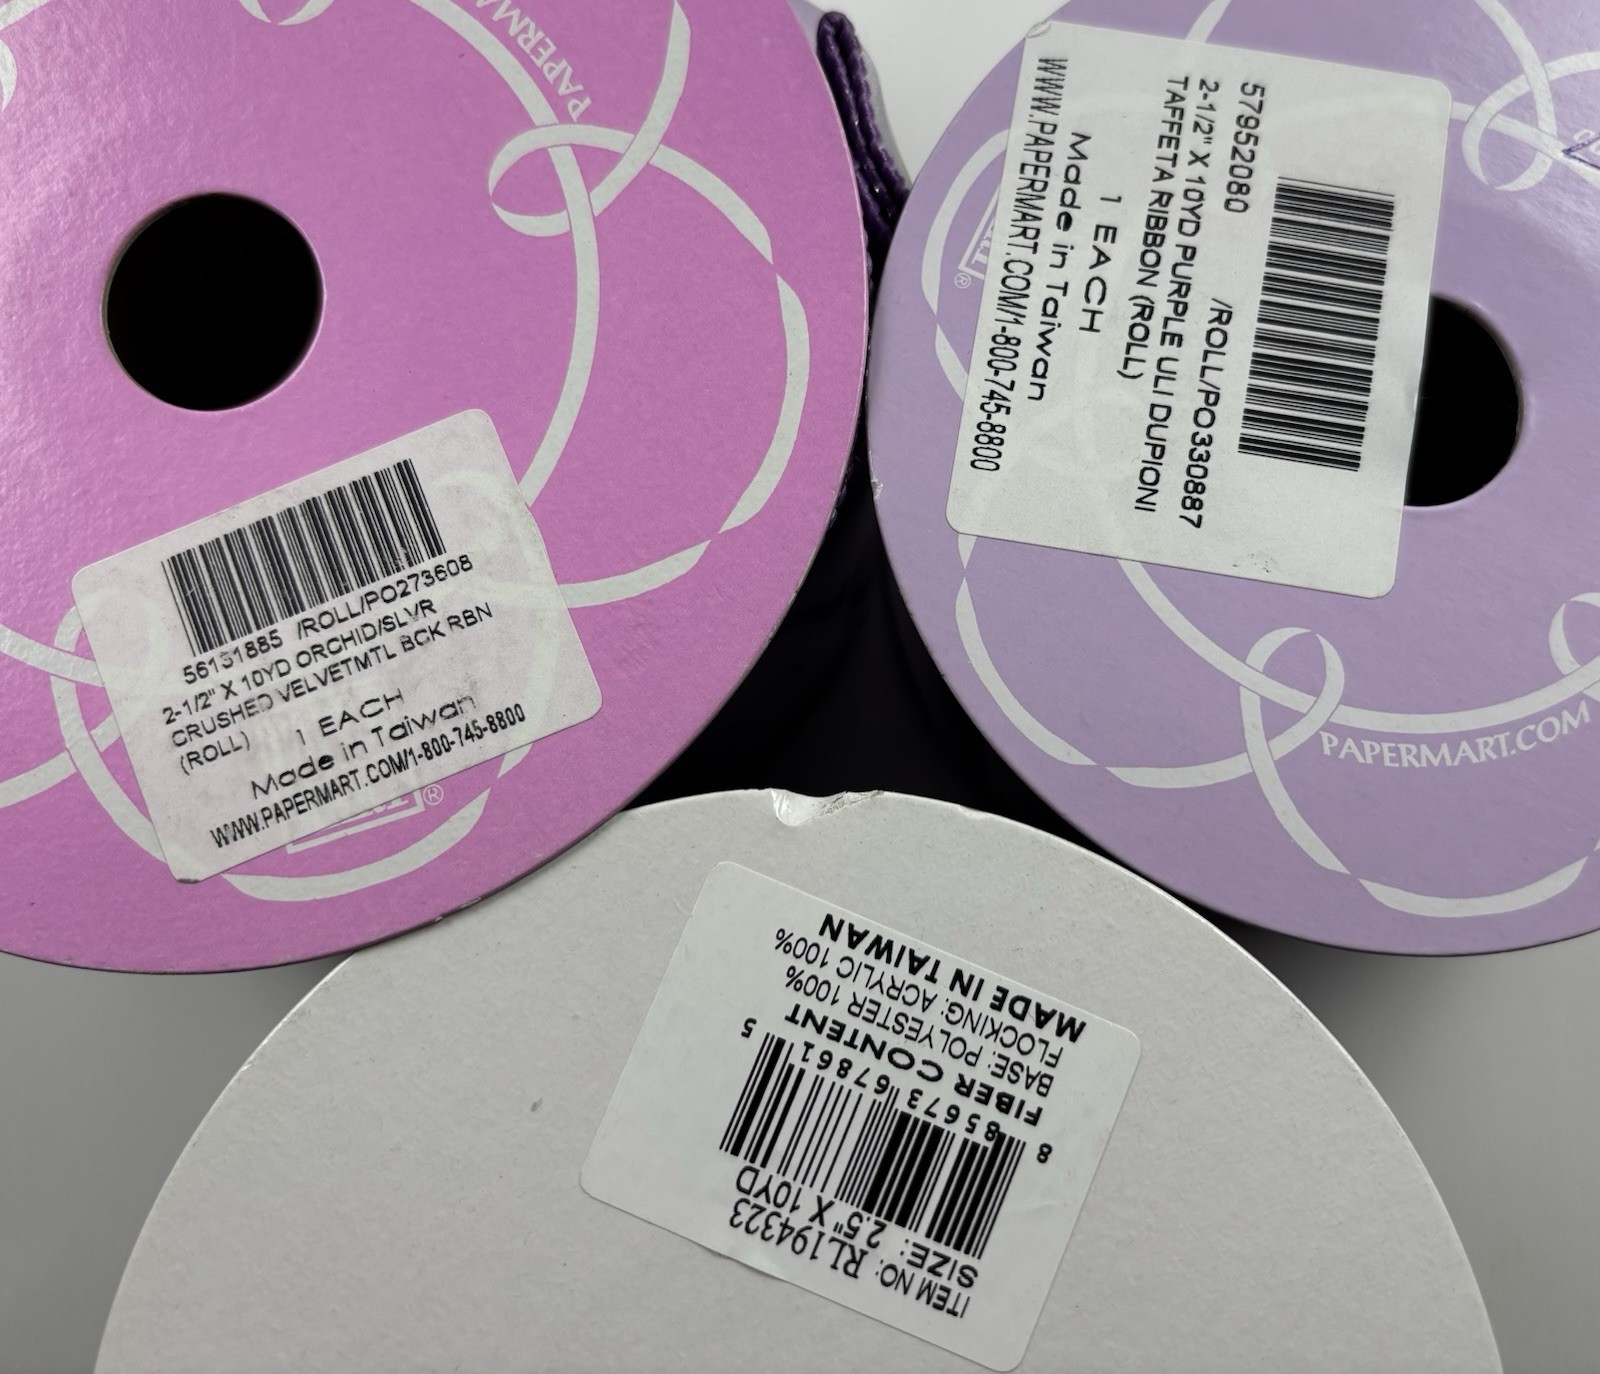 PAPERMA
56131885 /ROLL/PO273608
2-1/2" X 10YD ORCHID/SLVR
CRUSHED VELVETMTL BCK RBN
(ROLL)
1 EACH
Made in Taiwan
WWW.PAPERMART.COM/1-800-745-8800
®
57952080 /ROLL/PO330887
2-1/2" X 10YD PURPLE ULI DUPIONI
TAFFETA RIBBON (ROLL)
1 EACH
Made in Taiwan
WWW.PAPERMART.COM/1-800-745-8800
®
PAPERMART.COM
ITEM NO: RL194323
SIZE: 2.5" X 10YD
8 85673 67861 5
FIBER CONTENT
BASE: POLYESTER 100%
FLOCKING: ACRYLIC 100%
MADE IN TAIWAN